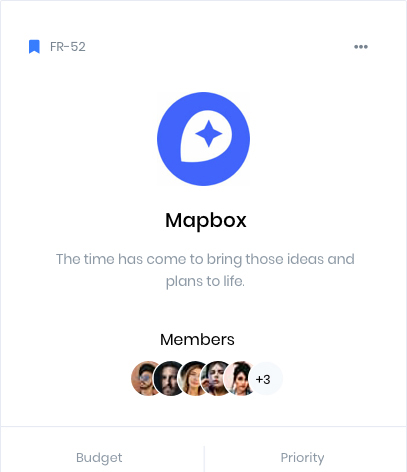 FR-52
Mapbox
The time has come to bring those ideas and
plans to life.
Members
+3
Budget
Priority